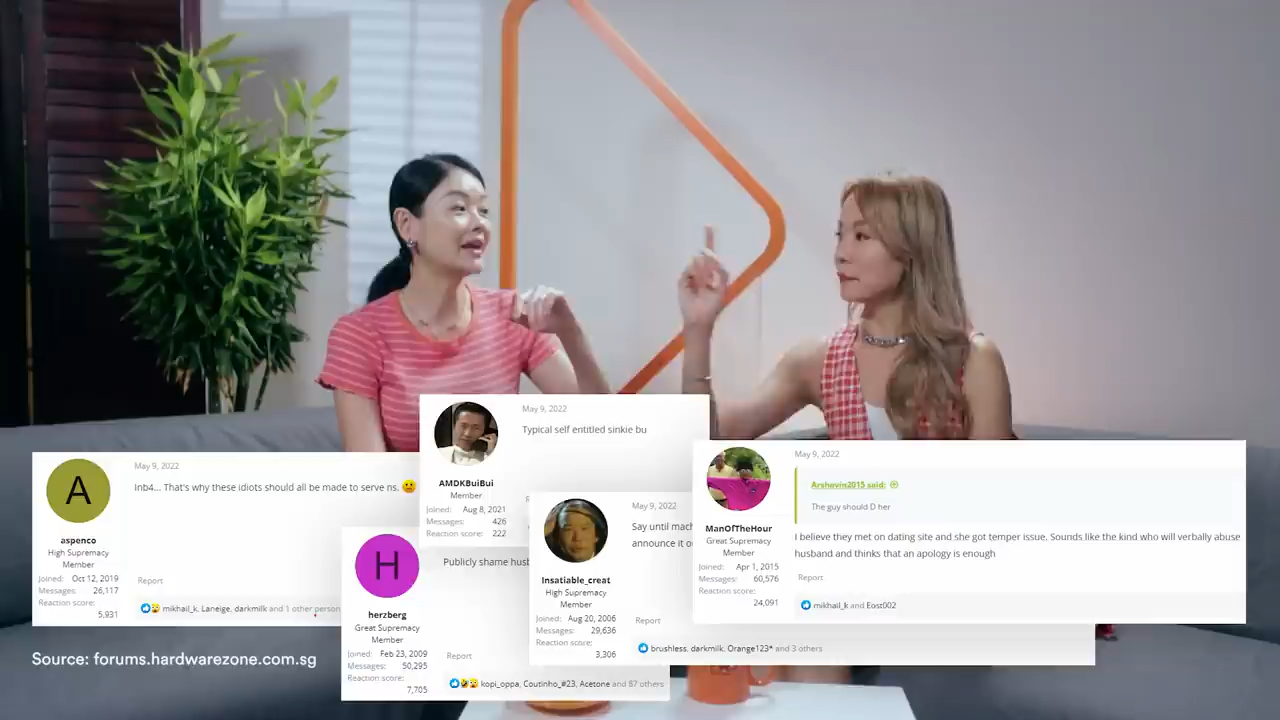 May 9, 2022
Typical self entitled sinkie bu
AMDKBuiBui
Member
Joined: Aug 8, 2021
Messages: 426
Reaction score: 222
May 9, 2022
Inb4... That's why these idiots should all be made to serve ns.
A
aspenco
High Supremacy
Member
Joined: Oct 12, 2019
Messages: 26,117
Reaction score:
5,931
Report
mikhail_k, Laneige, darkmilk and 1 other person
H
herzberg
Great Supremacy
Member
Joined: Feb 23, 2009
Messages: 50,295
Reaction score:
7,705
Publicly shame
Report
kopi_oppa, Coutinho_#23, Acetone and 87 others
May 9, 2022
Say until
announce it
Insatiable_creat
High Supremacy
Member
Joined: Aug 20, 2006
Messages: 29,636
Reaction score:
3,306
Report
brushless, darkmilk, Orange123* and 3 others
May 9, 2022
Arshavin2015 said:
The guy should D her
I believe they met on dating site and she got temper issue. Sounds like the kind who will verbally abuse
husband and thinks that an apology is enough
ManOfTheHour
Great Supremacy
Member
Joined: Apr 1, 2015
Messages: 60,576
Reaction score:
24,091
Report
mikhail_k and Eost002
Source: forums.hardwarezone.com.sg